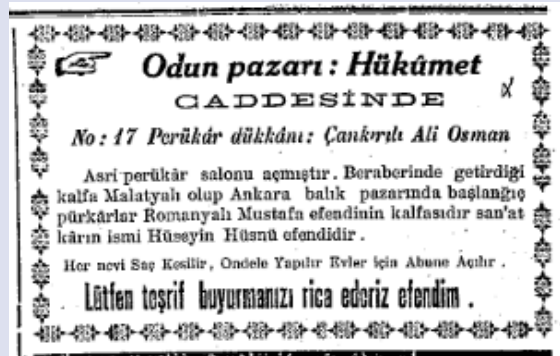 Odun pazarı : Hükâmet
CADDESİNDE
No : 17 Perükâr dükkânı: Çankırılı Ali Osman
Asri perükâr salonu açmıştır. Beraberinde getirdiği
kalfa Malatyalı olup Ankara balık pazarında başlangıç
pürkârlar Romanyalı Mustafa efendinin kalfasıdır san'at
kârın ismi Hüseyin Hüsnü efendidir .
Her nevi Saç Kesilir, Ondele Yapılır Evler için Abune Açılır .
Lûtfen teşrif buyurmanızı rica ederiz efendim .